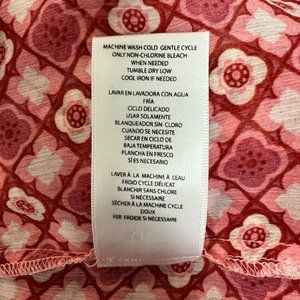 MACHINE WASH COLD GENTLE CYCLE
ONLY NON-CHLORINE BLEACH
WHEN NEEDED
TUMBLE DRY LOW
COOL IRON IF NEEDED
LAVAR EN LAVADORA CON AGUA
FRÍA
CICLO DELICADO
USAR SOLAMENTE
BLANQUEADOR SIN CLORO
CUANDO SE NECESITE
SECAR EN CICLO DE
BAJA TEMPERATURA
PLANCHA EN FRESCO
SI ES NECESARIO
LAVER À LA MACHINE À L'EAU
FROID CYCLE DÉLICAT
BLANCHIR SANS CHLORE
SI NÉCESSAIRE
SÉCHER À LA MACHINE CYCLE
DOUX
FER FROIDE SI NÉCESSAIRE